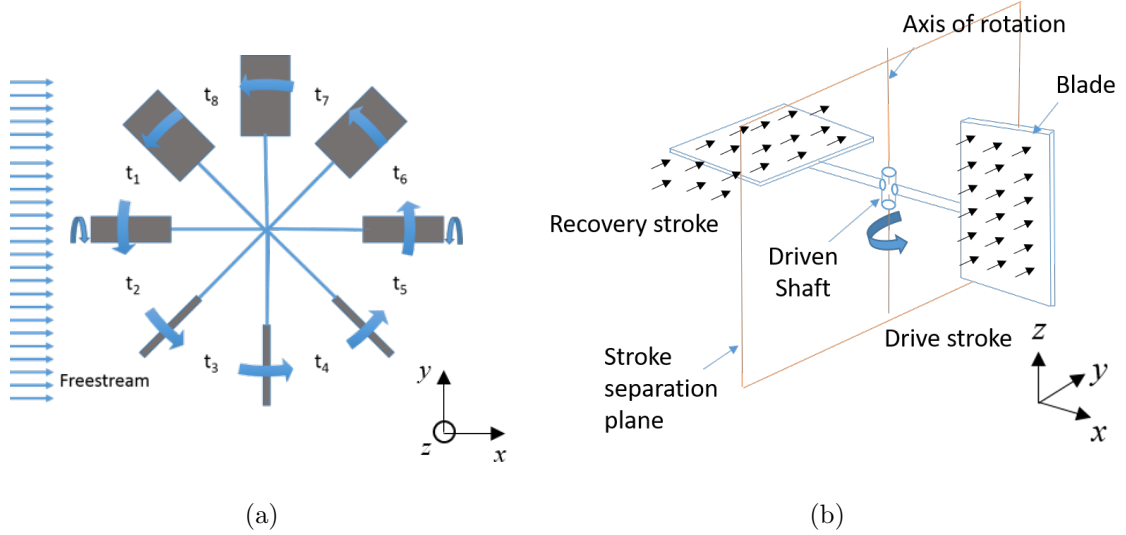 t₈
t₇
t₁
t₆
t₂
t₅
t₃
t₄
Freestream
y
z
x
(a)
Axis of rotation
Blade
Recovery stroke
Driven
Shaft
Drive stroke
Stroke
separation
plane
z
y
x
(b)